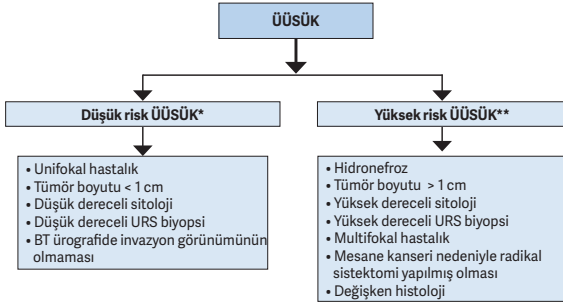 ÜÜSÜK
Düşük risk ÜÜSÜK*
• Unifokal hastalık
• Tümör boyutu < 1 cm
• Düşük dereceli sitoloji
• Düşük dereceli URS biyopsi
• BT ürografide invazyon görünümünün
olmaması
Yüksek risk ÜÜSÜK**
• Hidronefroz
• Tümör boyutu > 1 cm
• Yüksek dereceli sitoloji
• Yüksek dereceli URS biyopsi
• Multifokal hastalık
• Mesane kanseri nedeniyle radikal
sistektomi yapılmış olması
• Değişken histoloji